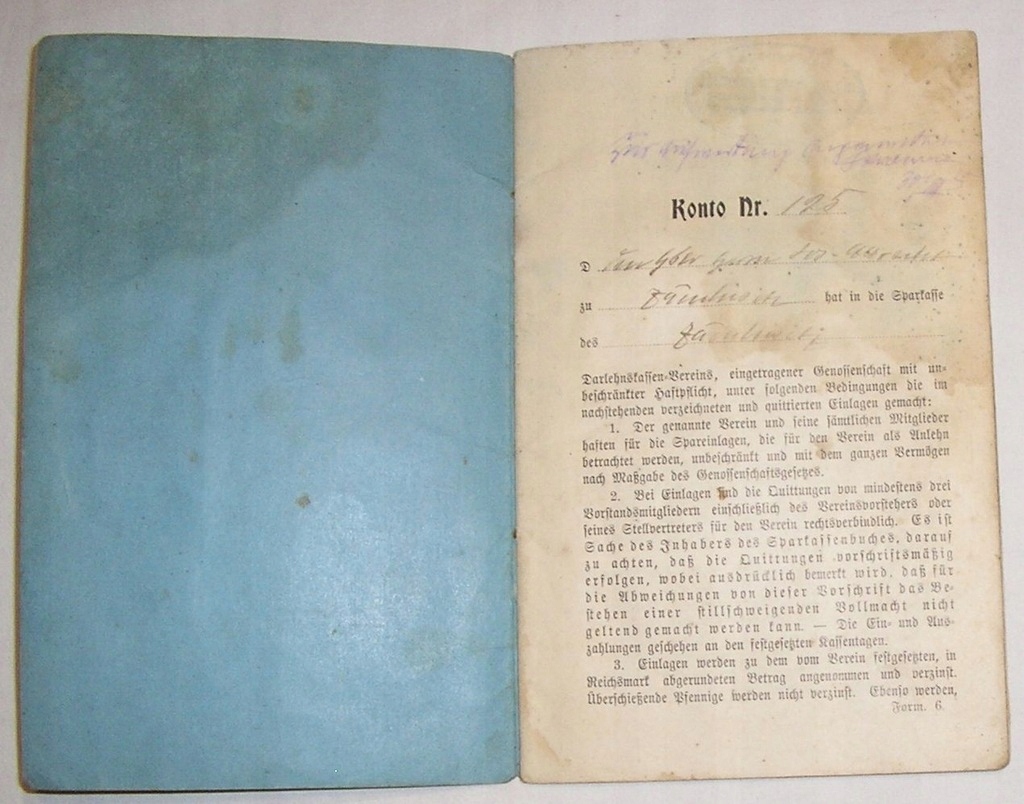 Konto Nr. 125
D
zu hat in die Sparkasse
des
Darlehnskassen-Vereins, eingetragener Genossenschaft mit un-
beschränkter Haftpflicht, unter folgenden Bedingungen die im
nachstehenden verzeichneten und quittierten Einlagen gemacht:
1. Der genannte Verein und seine sämtlichen Mitglieder
haften für die Spareinlagen, die für den Verein als Anlehn
betrachtet werden, unbeschränkt und mit dem ganzen Vermögen
nach Maßgabe des Genossenschaftsgesetzes.
2. Bei Einlagen sind die Quittungen von mindestens drei
Vorstandsmitgliedern einschließlich des Vereinsvorstehers oder
seines Stellvertreters für den Verein rechtsverbindlich. Es ist
Sache des Inhabers des Sparkassenbuches, darauf
zu achten, daß die Quittungen vorschriftsmäßig
erfolgen, wobei ausdrücklich bemerkt wird, daß für
die Abweichungen von dieser Vorschrift das Be-
stehen einer stillschweigenden Vollmacht nicht
geltend gemacht werden kann. — Die Ein- und Aus-
zahlungen geschehen an den festgesetzten Kassentagen.
3. Einlagen werden zu dem vom Verein festgesetzten, in
Reichsmark abgerundeten Betrag angenommen und verzinst.
Überschießende Pfennige werden nicht verzinst. Ebenso werden,
Form. 6.